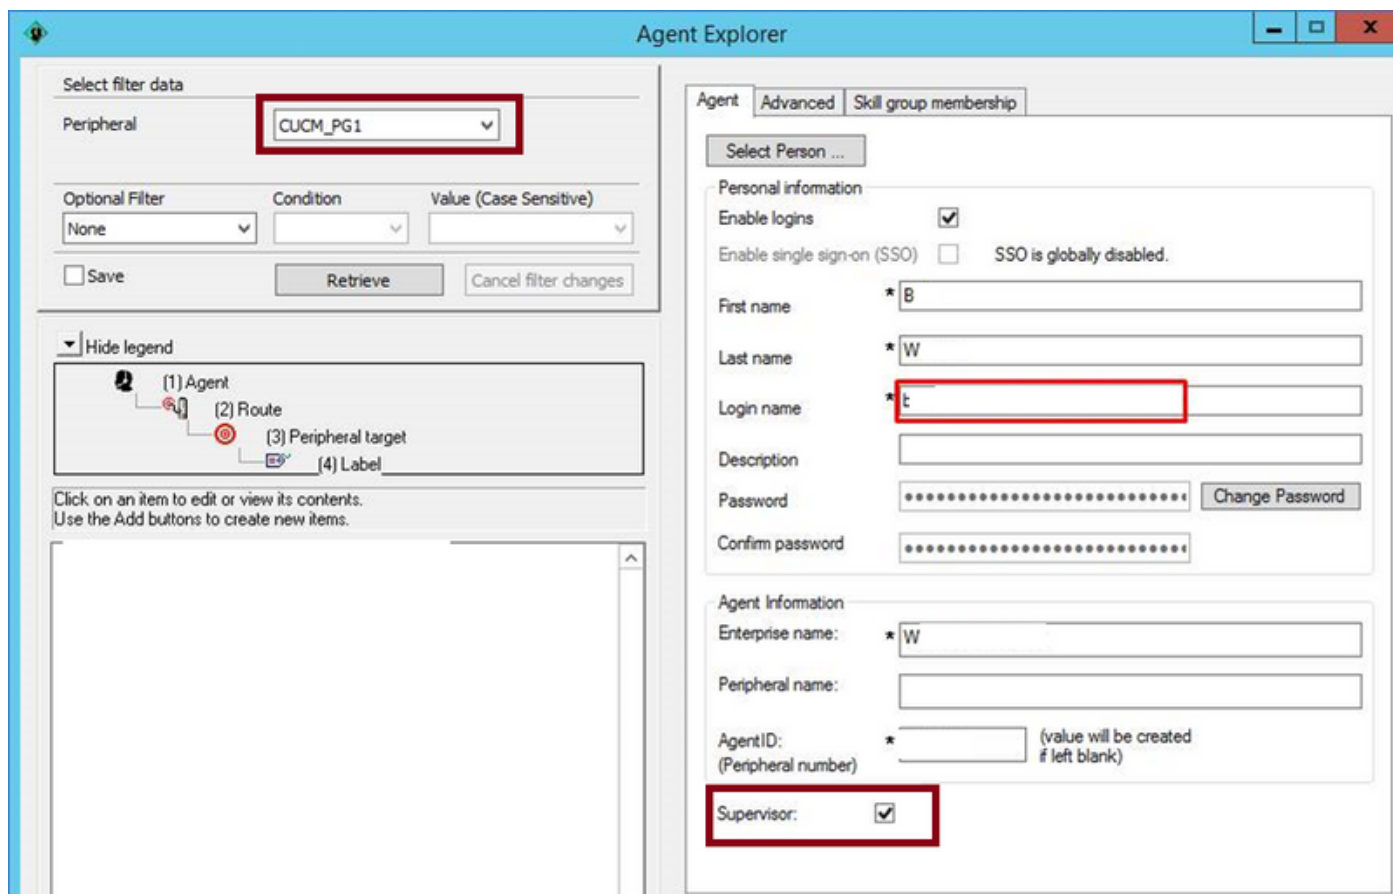 Agent Explorer
Select filter data
Peripheral
CUCM_PG1
Optional Filter
Condition
Value (Case Sensitive)
None
Save
Retrieve
Cancel filter changes
Hide legend
(1) Agent
(2) Route
(3) Peripheral target
(4) Label
Click on an item to edit or view its contents.
Use the Add buttons to create new items.
Agent
Advanced
Skill group membership
Select Person ...
Personal information
Enable logins
Enable single sign-on (SSO)
SSO is globally disabled.
First name
* B
Last name
* W
Login name
*
Description
Password
Change Password
Confirm password
Agent Information
Enterprise name:
* W
Peripheral name:
AgentID:
(Peripheral number)
*
(value will be created
if left blank)
Supervisor: